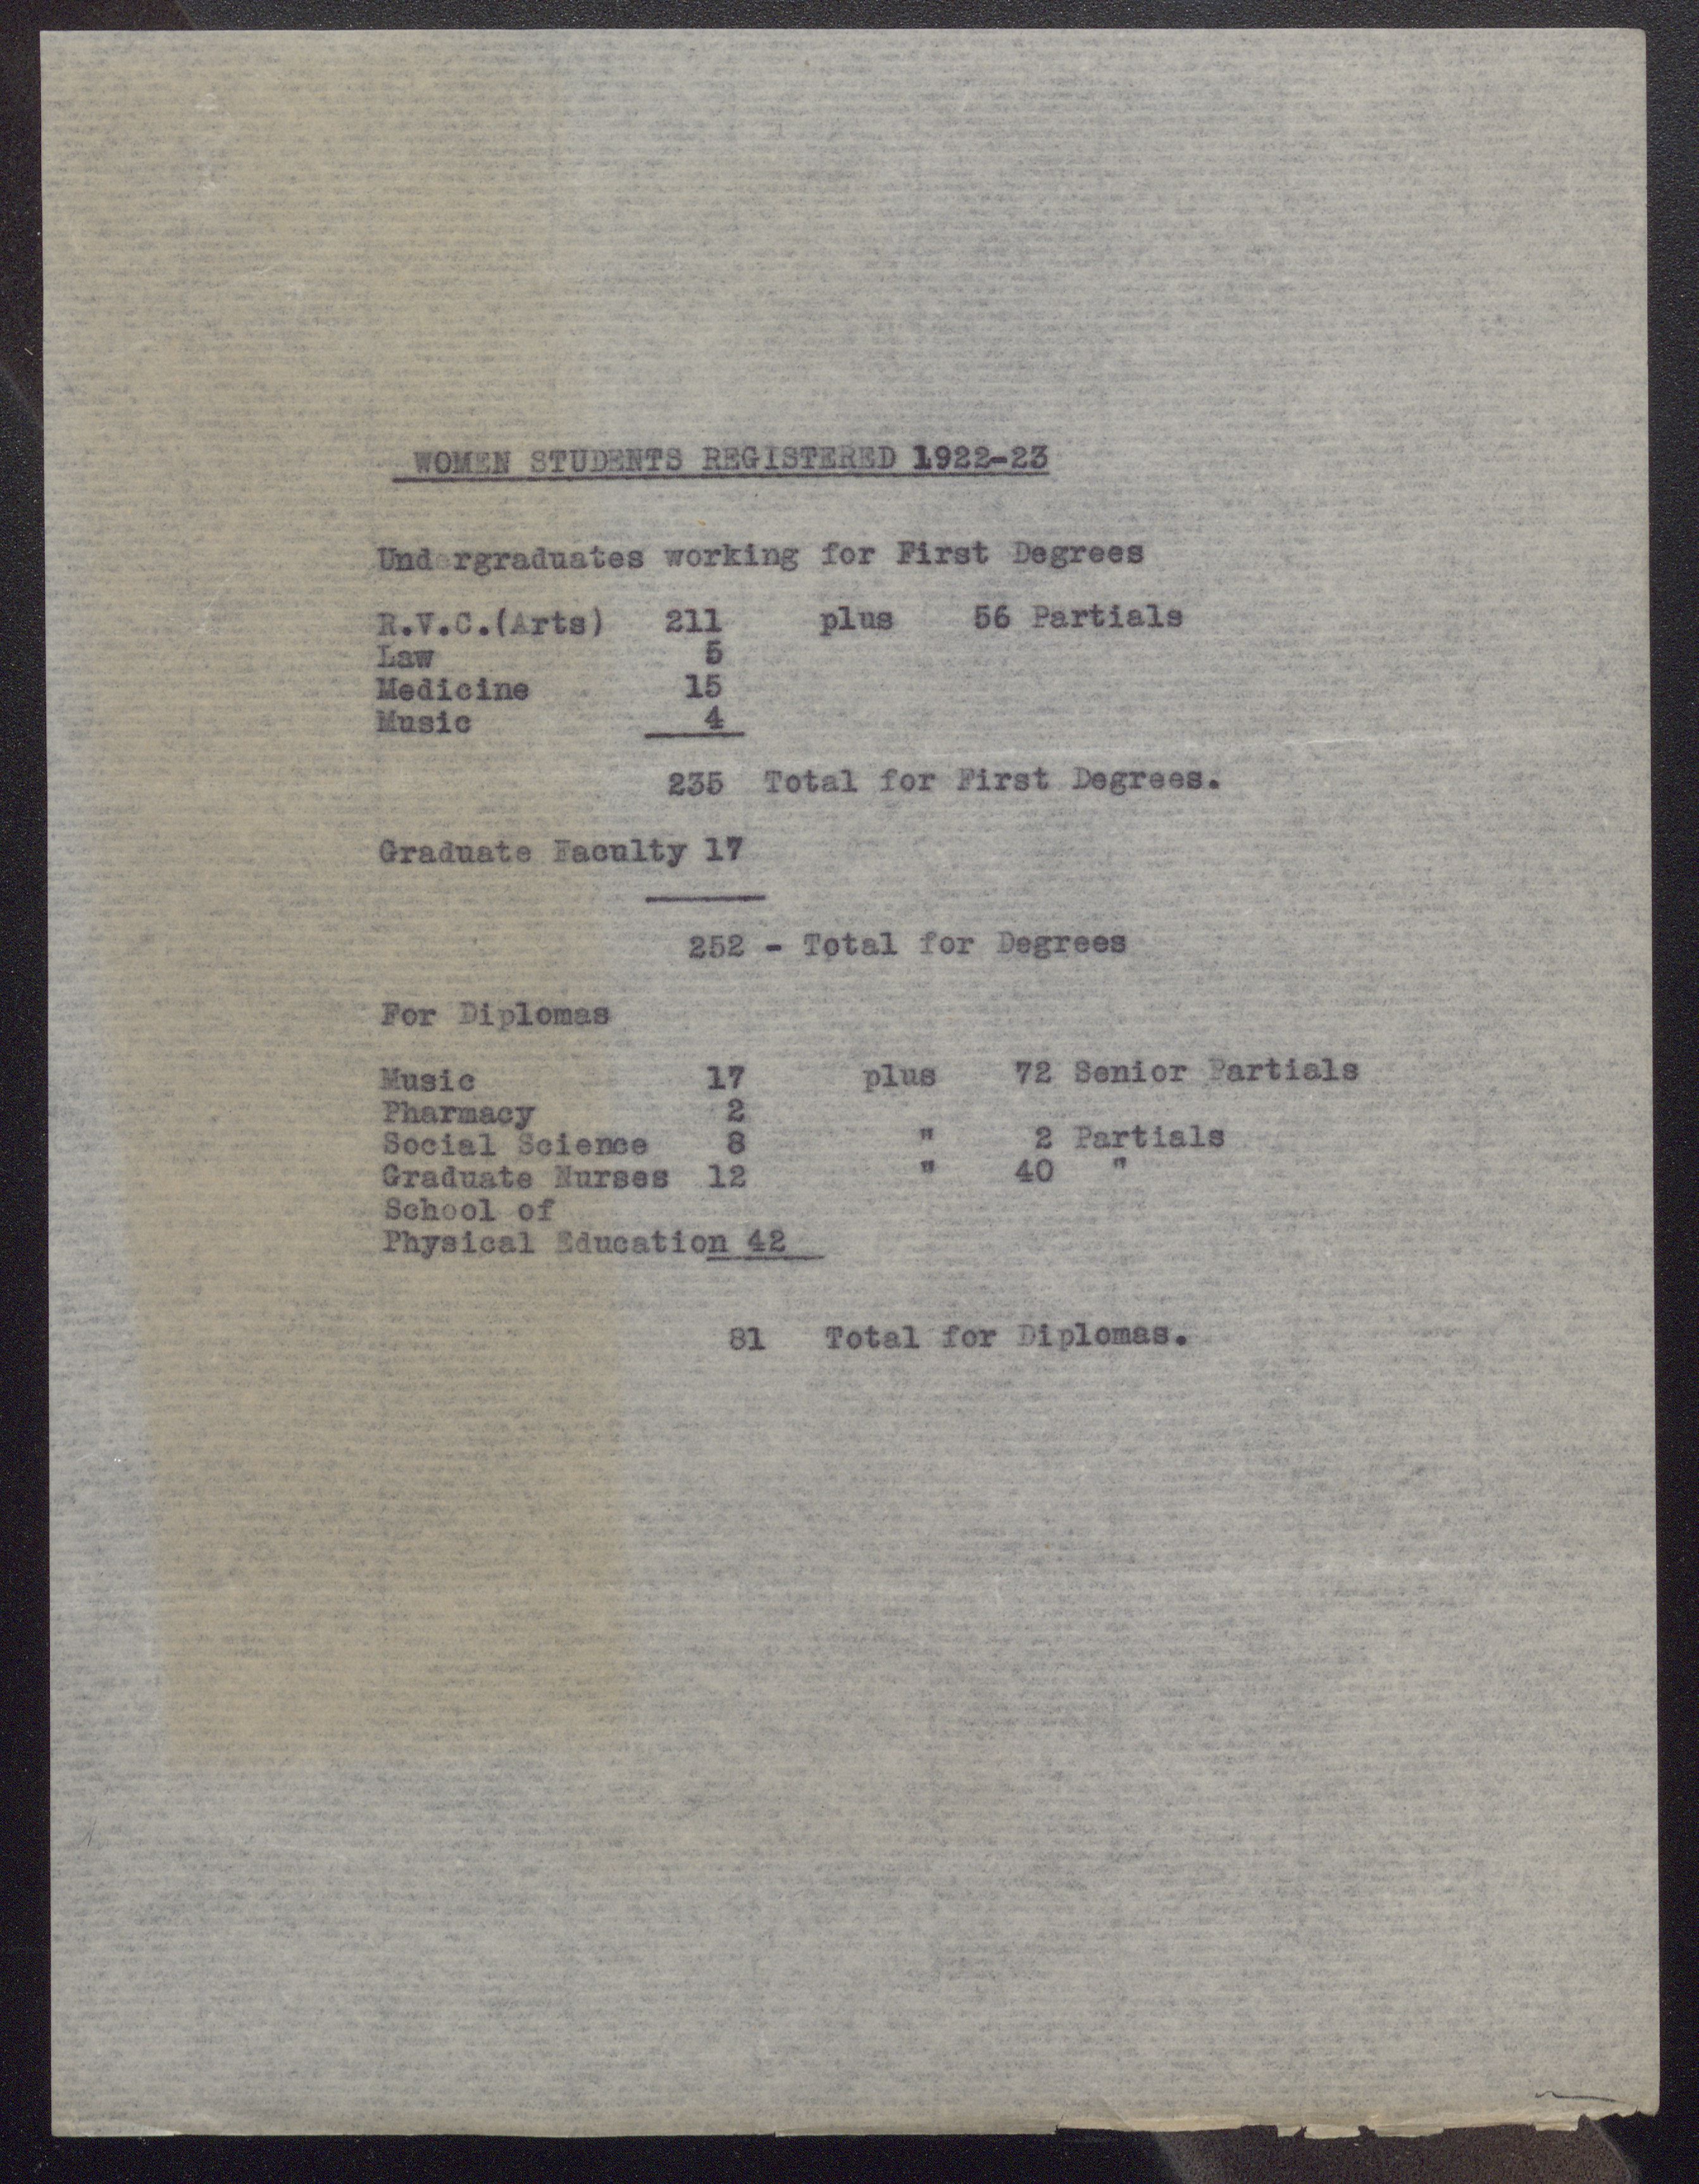 WOMEN STUDENTS REGISTERED 1922-23
Undergraduates working for First Degrees
R.V.C.(Arts) 211 plus 56 Partials
Law 5
Medicine 15
Music 4
235 Total for First Degrees.
Graduate Faculty 17
252 - Total for Degrees
For Diplomas
Music 17 plus 72 Senior Partials
Pharmacy 2
Social Science 8 " 2 Partials
Graduate Nurses 12 " 40 "
School of
Physical Education 42
81 Total for Diplomas.